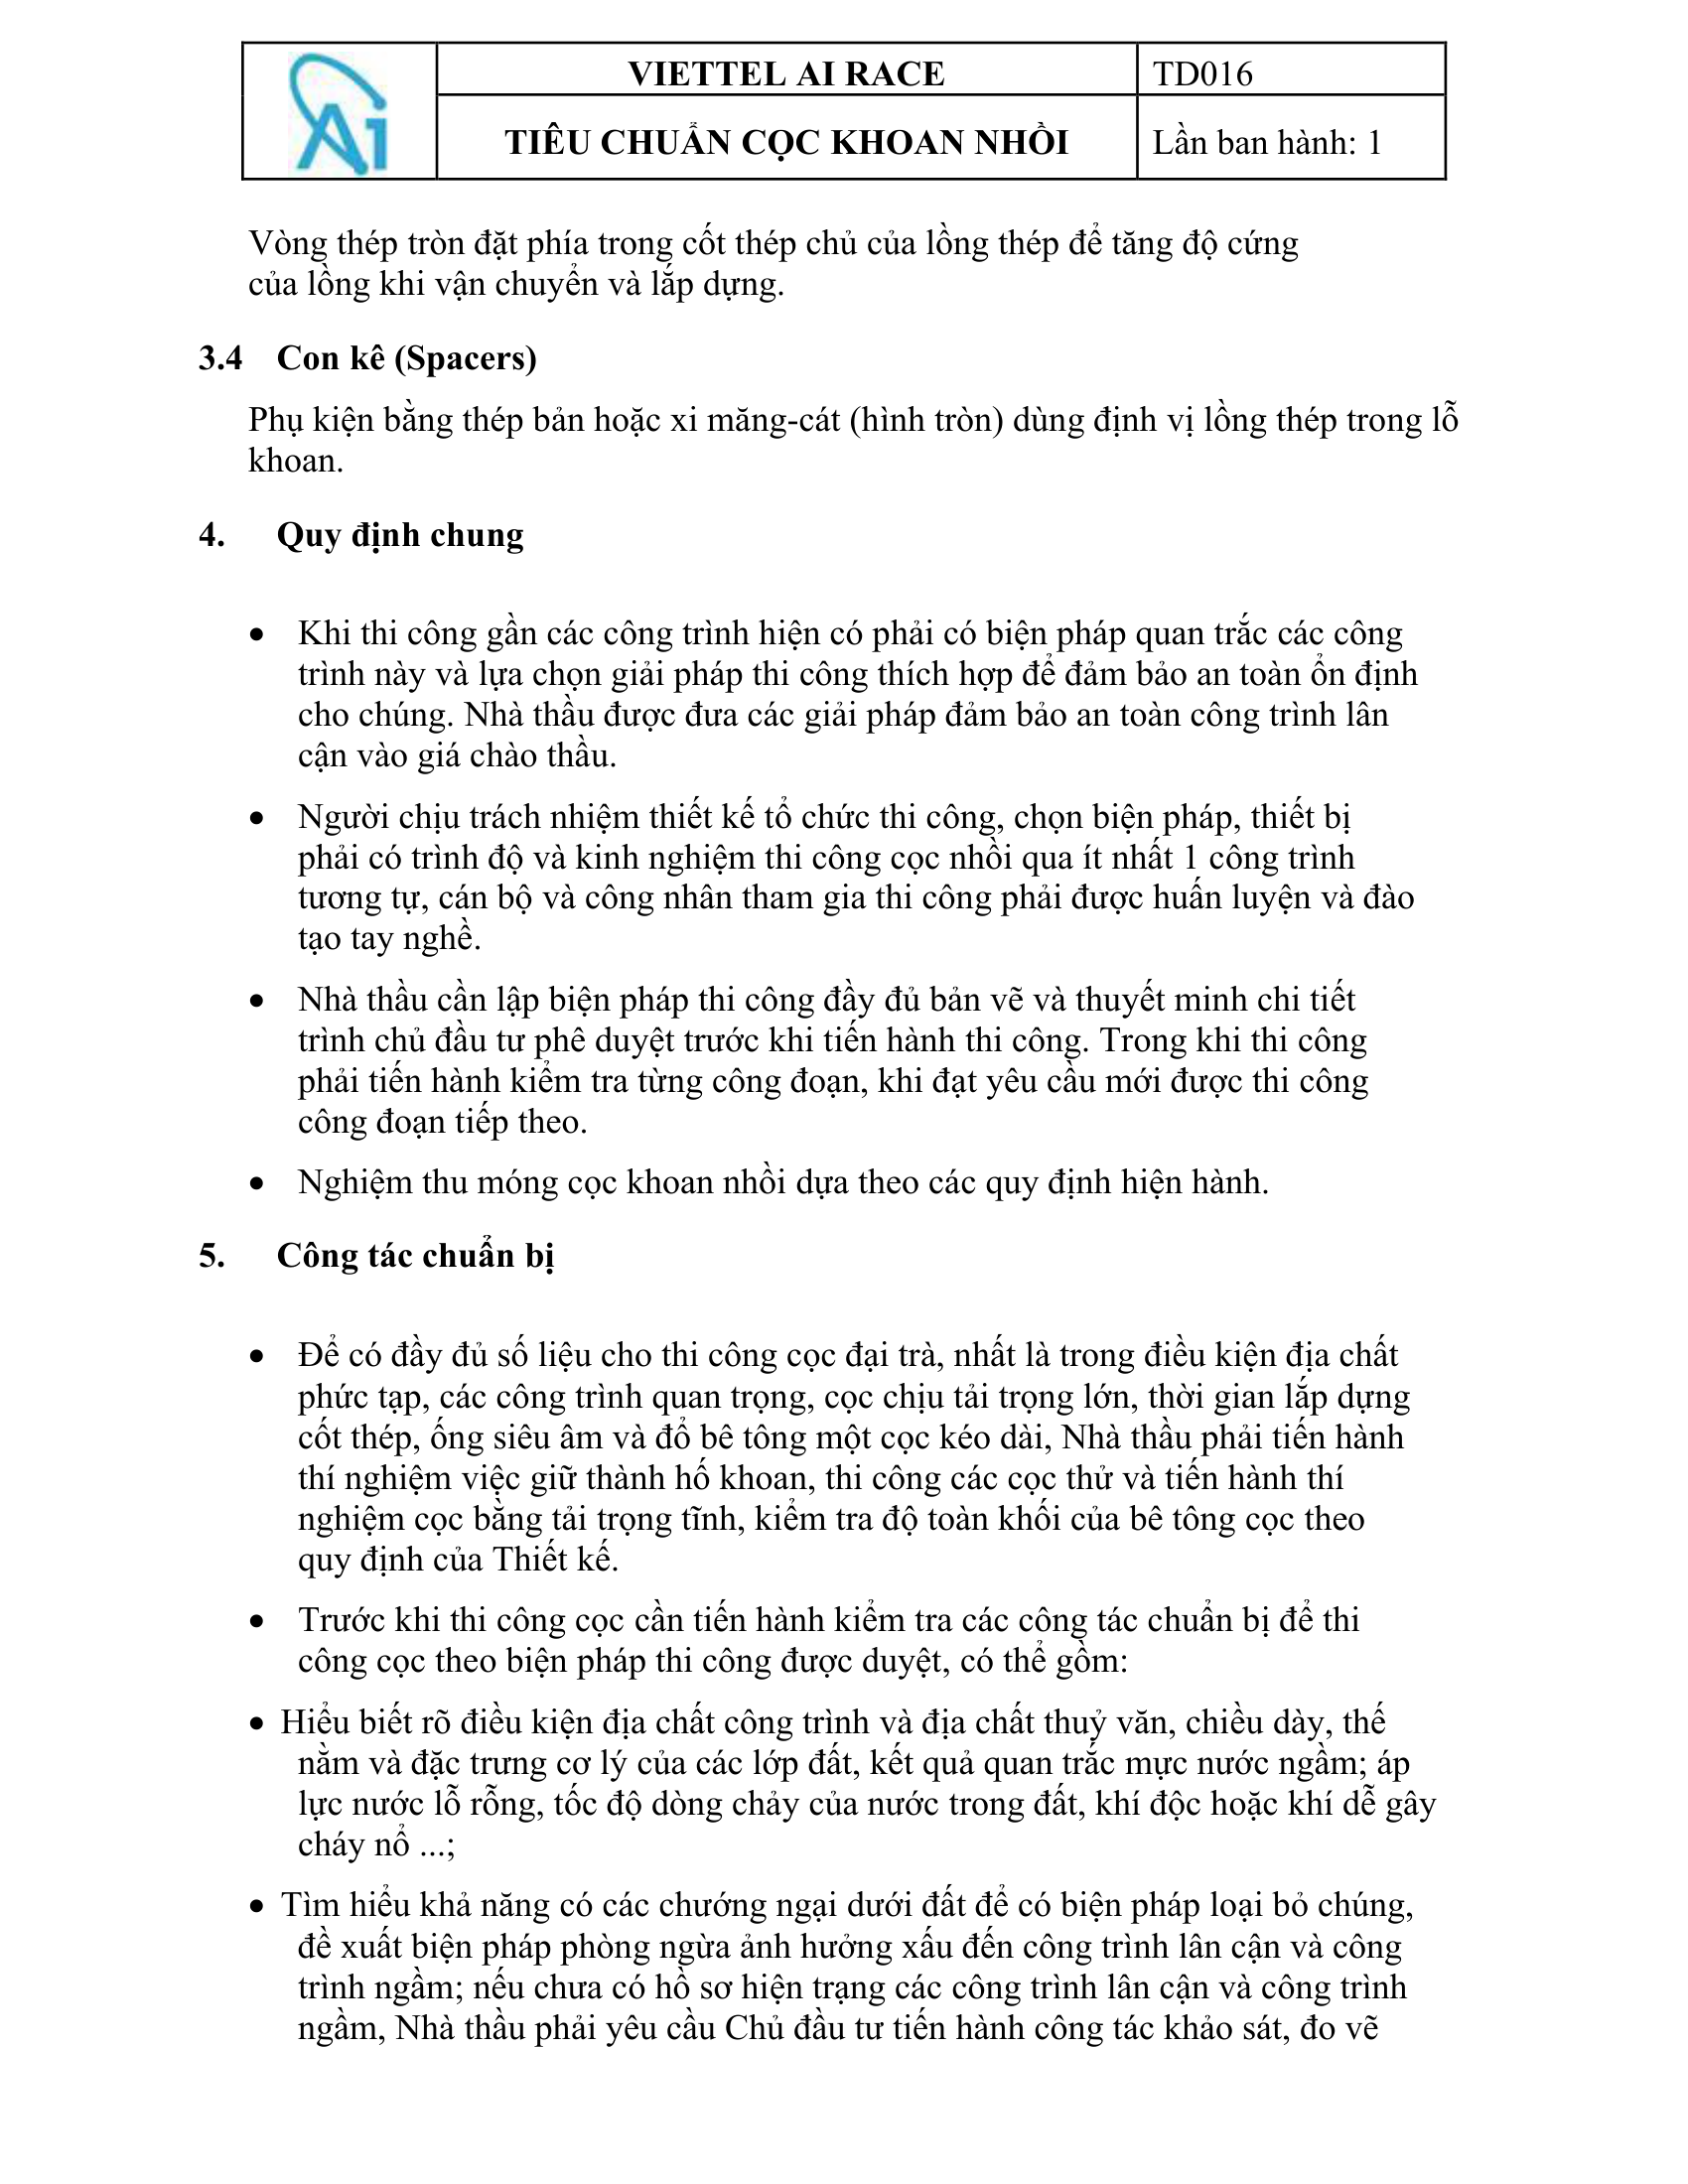 Ai
VIETTEL AI RACE
TD016
TIÊU CHUẨN CỌC KHOAN NHỒI
Lần ban hành: 1
Vòng thép tròn đặt phía trong cốt thép chủ của lồng thép để tăng độ cứng
của lồng khi vận chuyển và lắp dựng.
3.4 Con kê (Spacers)
Phụ kiện bằng thép bản hoặc xi măng-cát (hình tròn) dùng định vị lồng thép trong lỗ
khoan.
4. Quy định chung
• Khi thi công gần các công trình hiện có phải có biện pháp quan trắc các công
trình này và lựa chọn giải pháp thi công thích hợp để đảm bảo an toàn ổn định
cho chúng. Nhà thầu được đưa các giải pháp đảm bảo an toàn công trình lân
cận vào giá chào thầu.
• Người chịu trách nhiệm thiết kế tổ chức thi công, chọn biện pháp, thiết bị
phải có trình độ và kinh nghiệm thi công cọc nhồi qua ít nhất 1 công trình
tương tự, cán bộ và công nhân tham gia thi công phải được huấn luyện và đào
tạo tay nghề.
• Nhà thầu cần lập biện pháp thi công đầy đủ bản vẽ và thuyết minh chi tiết
trình chủ đầu tư phê duyệt trước khi tiến hành thi công. Trong khi thi công
phải tiến hành kiểm tra từng công đoạn, khi đạt yêu cầu mới được thi công
công đoạn tiếp theo.
• Nghiệm thu móng cọc khoan nhồi dựa theo các quy định hiện hành.
5. Công tác chuẩn bị
• Để có đầy đủ số liệu cho thi công cọc đại trà, nhất là trong điều kiện địa chất
phức tạp, các công trình quan trọng, cọc chịu tải trọng lớn, thời gian lắp dựng
cốt thép, ống siêu âm và đổ bê tông một cọc kéo dài, Nhà thầu phải tiến hành
thí nghiệm việc giữ thành hố khoan, thi công các cọc thử và tiến hành thí
nghiệm cọc bằng tải trọng tĩnh, kiểm tra độ toàn khối của bê tông cọc theo
quy định của Thiết kế.
• Trước khi thi công cọc cần tiến hành kiểm tra các công tác chuẩn bị để thi
công cọc theo biện pháp thi công được duyệt, có thể gồm:
• Hiểu biết rõ điều kiện địa chất công trình và địa chất thuỷ văn, chiều dày, thế
nằm và đặc trưng cơ lý của các lớp đất, kết quả quan trắc mực nước ngầm; áp
lực nước lỗ rỗng, tốc độ dòng chảy của nước trong đất, khí độc hoặc khí dễ gây
cháy nổ ...;
• Tìm hiểu khả năng có các chướng ngại dưới đất để có biện pháp loại bỏ chúng,
đề xuất biện pháp phòng ngừa ảnh hưởng xấu đến công trình lân cận và công
trình ngầm; nếu chưa có hồ sơ hiện trạng các công trình lân cận và công trình
ngầm, Nhà thầu phải yêu cầu Chủ đầu tư tiến hành công tác khảo sát, đo vẽ